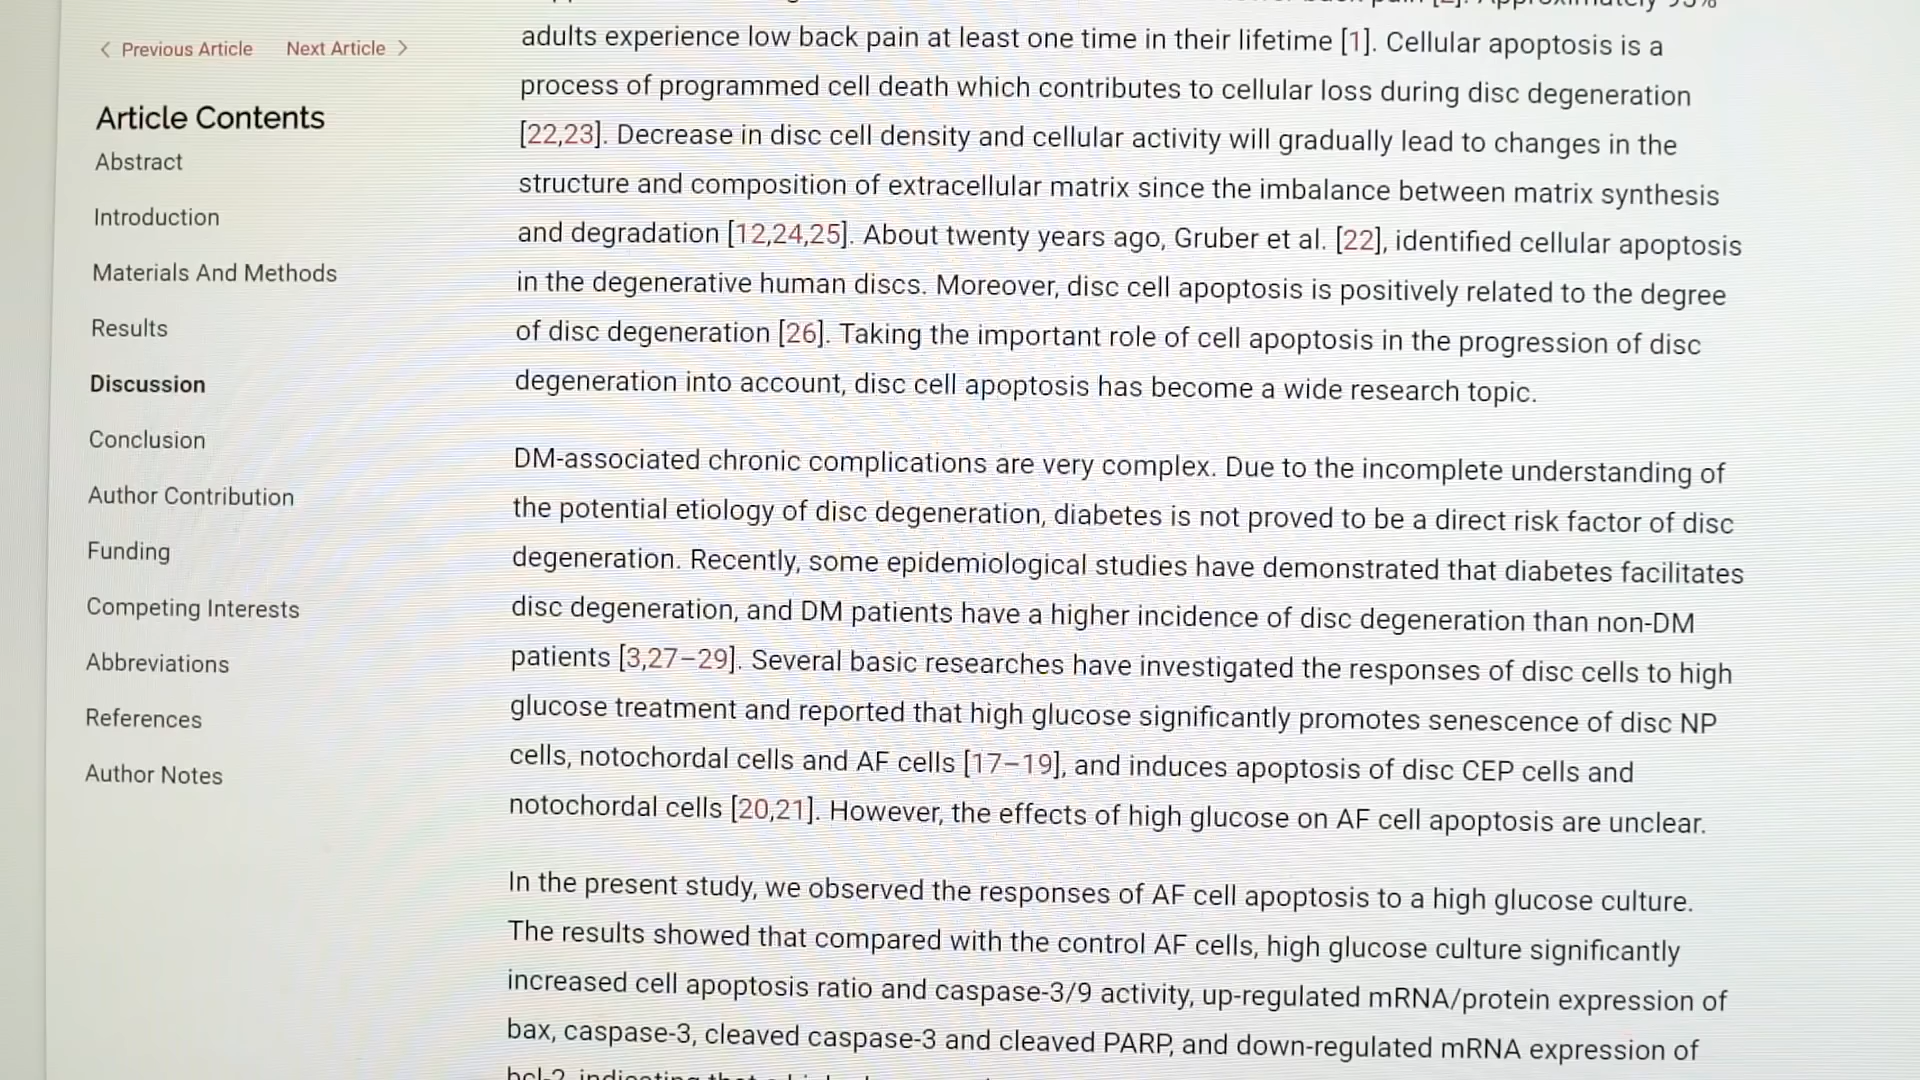 Previous Article Next Article
Article Contents
Abstract
Introduction
Materials And Methods
Results
Discussion
Conclusion
Author Contribution
Funding
Competing Interests
Abbreviations
References
Author Notes
adults experience low back pain at least one time in their lifetime [1]. Cellular apoptosis is a
process of programmed cell death which contributes to cellular loss during disc degeneration
[22,23]. Decrease in disc cell density and cellular activity will gradually lead to changes in the
structure and composition of extracellular matrix since the imbalance between matrix synthesis
and degradation [12,24,25]. About twenty years ago, Gruber et al. [22], identified cellular apoptosis
in the degenerative human discs. Moreover, disc cell apoptosis is positively related to the degree
of disc degeneration [26]. Taking the important role of cell apoptosis in the progression of disc
degeneration into account, disc cell apoptosis has become a wide research topic.
DM-associated chronic complications are very complex. Due to the incomplete understanding of
the potential etiology of disc degeneration, diabetes is not proved to be a direct risk factor of disc
degeneration. Recently, some epidemiological studies have demonstrated that diabetes facilitates
disc degeneration, and DM patients have a higher incidence of disc degeneration than non-DM
patients [3,27–29]. Several basic researches have investigated the responses of disc cells to high
glucose treatment and reported that high glucose significantly promotes senescence of disc NP
cells, notochordal cells and AF cells [17–19], and induces apoptosis of disc CEP cells and
notochordal cells [20,21]. However, the effects of high glucose on AF cell apoptosis are unclear.
In the present study, we observed the responses of AF cell apoptosis to a high glucose culture.
The results showed that compared with the control AF cells, high glucose culture significantly
increased cell apoptosis ratio and caspase-3/9 activity, up-regulated mRNA/protein expression of
bax, caspase-3, cleaved caspase-3 and cleaved PARP, and down-regulated mRNA expression of